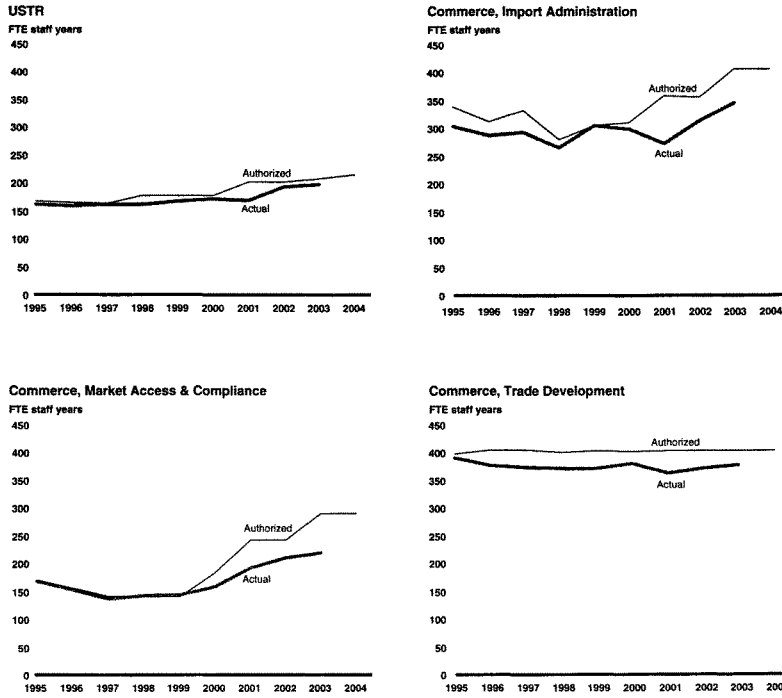 USTR
FTE staff years
450
400
350
300
250
200
150
100
50
0
Authorized
Actual
1995 1996 1997 1998 1999 2000 2001 2002 2003 2004
Commerce, Import Administration
FTE staff years
450
400
350
300
250
200
150
100
50
0
Authorized
Actual
1995 1996 1997 1998 1999 2000 2001 2002 2003 2004
Commerce, Market Access & Compliance
FTE staff years
450
400
350
300
250
200
150
100
50
0
Authorized
Actual
1995 1996 1997 1998 1999 2000 2001 2002 2003 2004
Commerce, Trade Development
FTE staff years
450
400
350
300
250
200
150
100
50
0
Authorized
Actual
1995 1996 1997 1998 1999 2000 2001 2002 2003